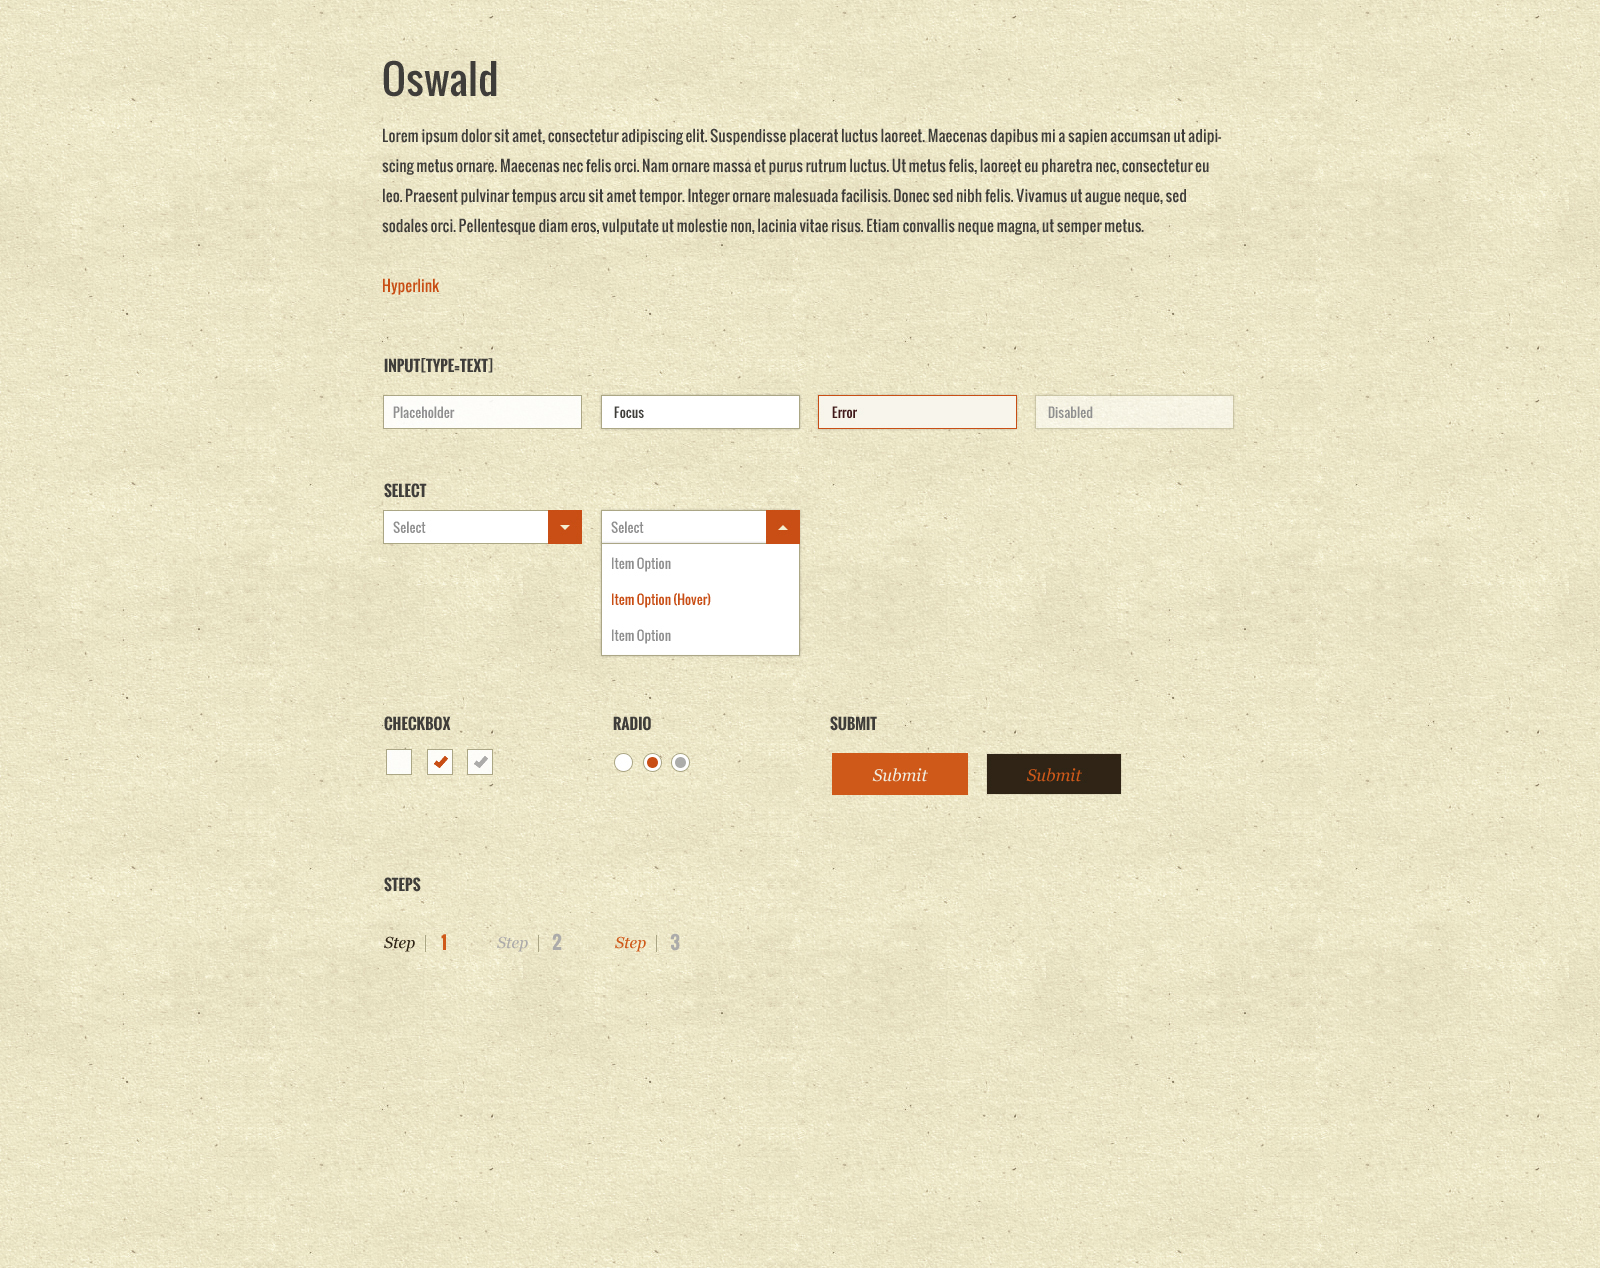 Oswald
Lorem ipsum dolor sit amet, consectetur adipiscing elit. Suspendisse placerat luctus laoreet. Maecenas dapibus mi a sapien accumsan ut adipi-
scing metus ornare. Maecenas nec felis orci. Nam ornare massa et purus rutrum luctus. Ut metus felis, laoreet eu pharetra nec, consectetur eu
leo. Praesent pulvinar tempus arcu sit amet tempor. Integer ornare malesuada facilisis. Donec sed nibh felis. Vivamus ut augue neque, sed
sodales orci. Pellentesque diam eros, vulputate ut molestie non, lacinia vitae risus. Etiam convallis neque magna, ut semper metus.
Hyperlink
INPUT[TYPE=TEXT]
Placeholder Focus Error Disabled
SELECT
Select Select
Item Option
Item Option (Hover)
Item Option
CHECKBOX RADIO SUBMIT
Submit Submit
STEPS
Step 1 Step 2 Step 3